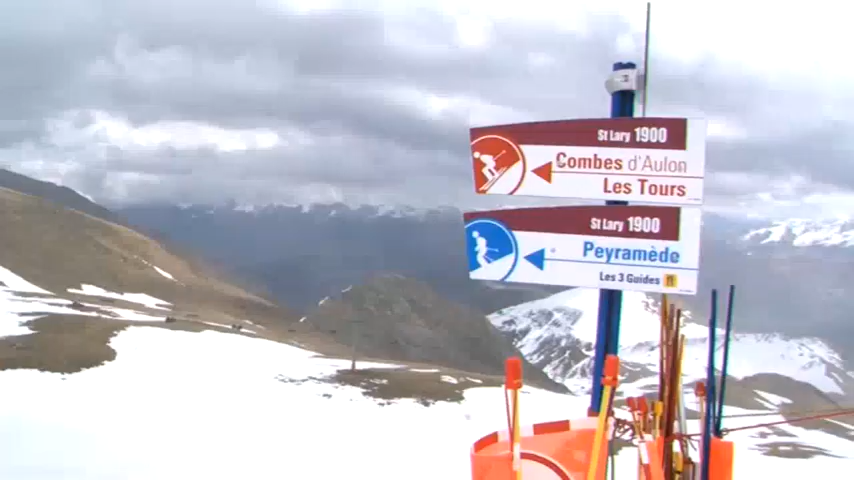 St Lary 1900
Combes d'Aulon
Les Tours
St Lary 1900
Peyramède
Les 3 Guides